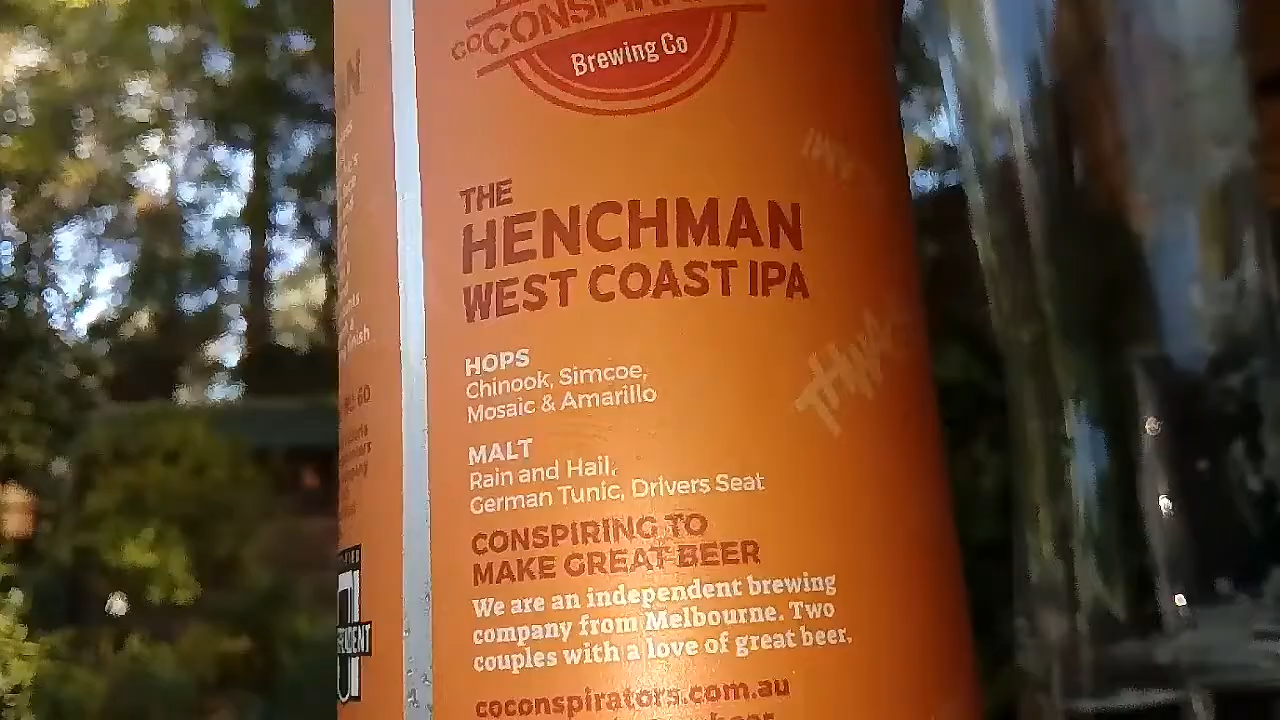 COCONSPIRA
Brewing Co
THE
HENCHMAN
WEST COAST IPA
HOPS
Chinook, Simcoe,
Mosaic & Amarillo
MALT
Rain and Hail,
German Tunic, Drivers Seat
CONSPIRING TO
MAKE GREAT BEER
We are an independent brewing
company from Melbourne. Two
couples with a love of great beer.
coconspirators.com.au
60